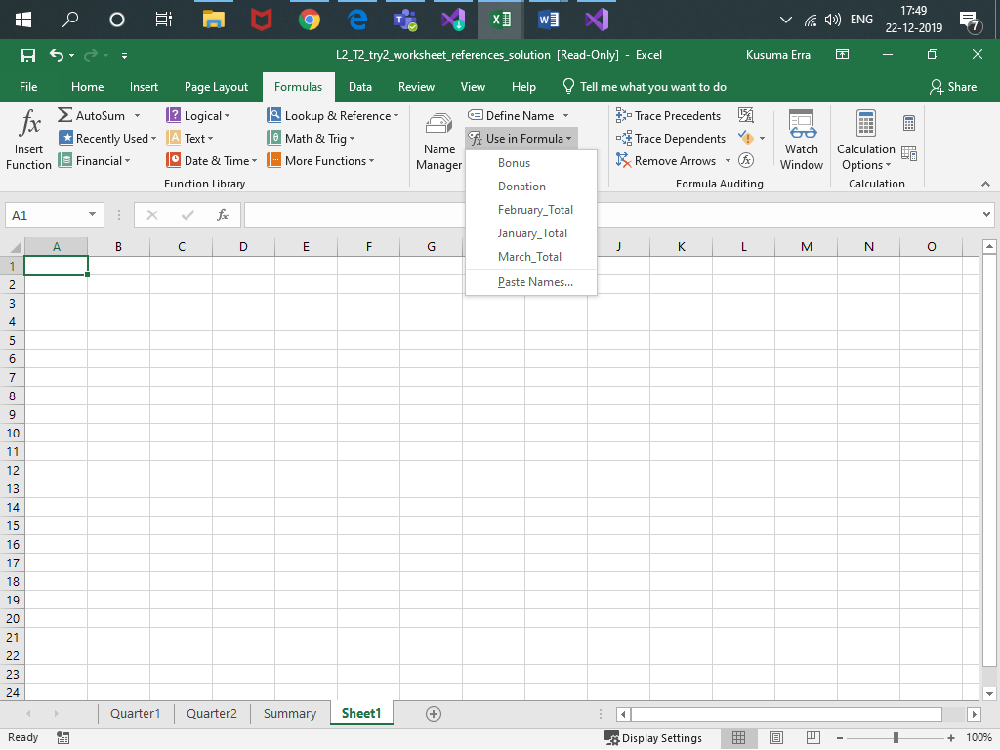 ENG
17:49
22-12-2019
7
L2_T2_try2_worksheet_references_solution [Read-Only] - Excel
Kusuma Erra
File
Home
Insert
Page Layout
Formulas
Data
Review
View
Help
Tell me what you want to do
Share
fx
Insert
Function
AutoSum
Recently Used
Financial
Logical
Text
Date & Time
Lookup & Reference
Math & Trig
More Functions
Function Library
Name
Manager
Define Name
Use in Formula
Bonus
Donation
February_Total
January_Total
March_Total
Paste Names...
Trace Precedents
Trace Dependents
Remove Arrows
Formula Auditing
Watch
Window
Calculation
Options
Calculation
A1
fx
A B C D E F G J K L M N O
1
2
3
4
5
6
7
8
9
10
11
12
13
14
15
16
17
18
19
20
21
22
23
24
Quarter1
Quarter2
Summary
Sheet1
Ready
Display Settings
100%